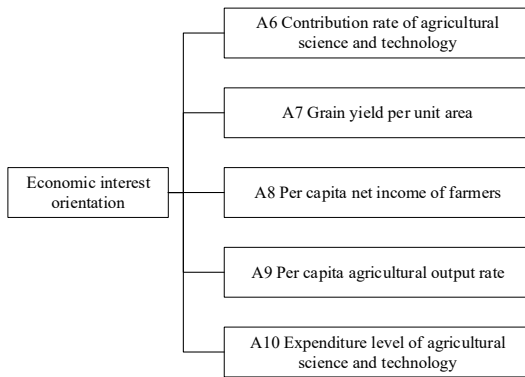 A6 Contribution rate of agricultural
science and technology
A7 Grain yield per unit area
Economic interest
orientation
A8 Per capita net income of farmers
A9 Per capita agricultural output rate
A10 Expenditure level of agricultural
science and technology